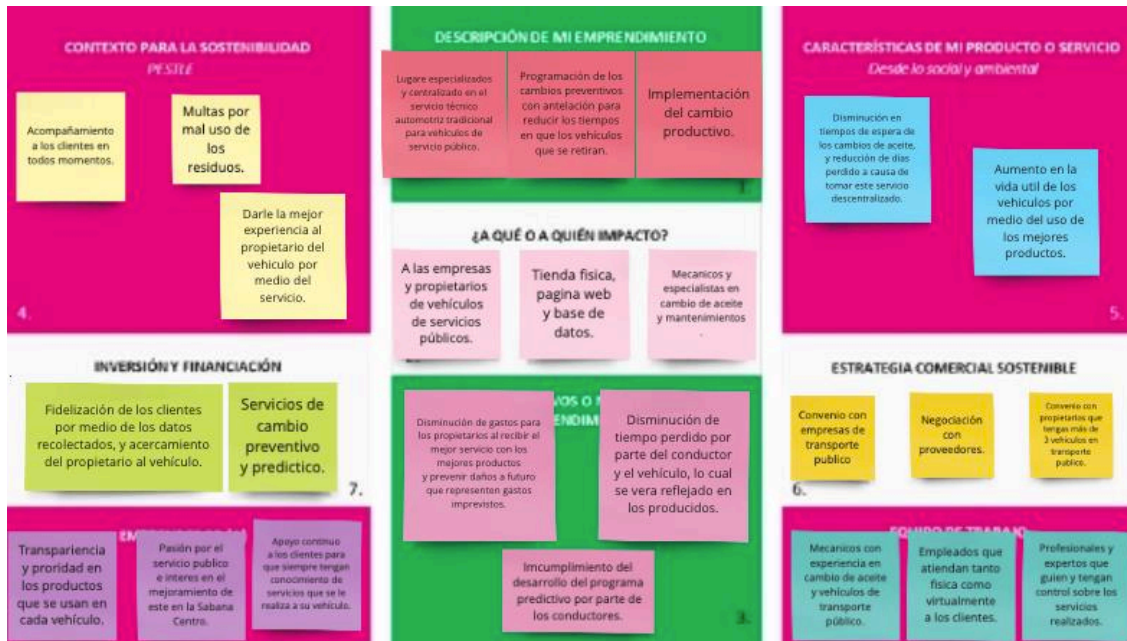 CONTEXTO PARA LA SOSTENIBILIDAD
PESTLE
Acompañamiento
a los clientes en
todos momentos.
Multas por
mal uso de
los
residuos.
Darle la mejor
experiencia al
propietario del
vehiculo por
medio del
servicio.
4.
DESCRIPCIÓN DE MI EMPRENDIMIENTO
Lugare especializados
y centralizado en el
servicio técnico
automotriz tradicional
para vehículos de
servicio público.
Programación de los
cambios preventivos
con antelación para
reducir los tiempos
en que los vehículos
que se retiran.
Implementación
del cambio
productivo.
1.
CARACTERÍSTICAS DE MI PRODUCTO O SERVICIO
Desde lo social y ambiental
Disminución en
tiempos de espera de
los cambios de aceite,
y reducción de días
perdido a causa de
tomar este servicio
descentralizado.
Aumento en la
vida util de los
vehiculos por
medio del uso de
los mejores
productos.
5.
¿A QUÉ O A QUIÉN IMPACTO?
A las empresas
y propietarios
de vehículos
de servicios
públicos.
Tienda fisica,
pagina web
y base de
datos.
Mecanicos y
especialistas en
cambio de aceite
y mantenimientos
.
INVERSIÓN Y FINANCIACIÓN
Fidelización de los clientes
por medio de los datos
recolectados, y acercamiento
del propietario al vehículo.
Servicios de
cambio
preventivo
y predictico.
7.
Disminución de gastos para
los propietarios al recibir el
mejor servicio con los
mejores productos
y prevenir daños a futuro
que representen gastos
imprevistos.
Disminución de
tiempo perdido por
parte del conductor
y el vehículo, lo cual
se vera reflejado en
los producidos.
Imcumplimiento del
desarrollo del programa
predictivo por parte de
los conductores.
3.
ESTRATEGIA COMERCIAL SOSTENIBLE
Convenio con
empresas de
transporte
publico
Negociación
con
proveedores.
Convenio con
propietarios que
tengas más de
3 vehículos en
transporte
publico.
6.
Transpariencia
y proridad en
los productos
que se usan en
cada vehículo.
Pasión por el
servicio publico
e interes en el
mejoramiento de
este en la Sabana
Centro.
Apoyo continuo
a los clientes para
que siempre tengan
conocimiento de
servicios que se le
realiza a su vehículo.
EQUIPO DE TRABAJO
Mecanicos con
experiencia en
cambio de aceite
y vehículos de
transporte
público.
Empleados que
atiendan tanto
fisica como
virtualmente
a los clientes.
Profesionales y
expertos que
guien y tengan
control sobre los
servicios
realizados.